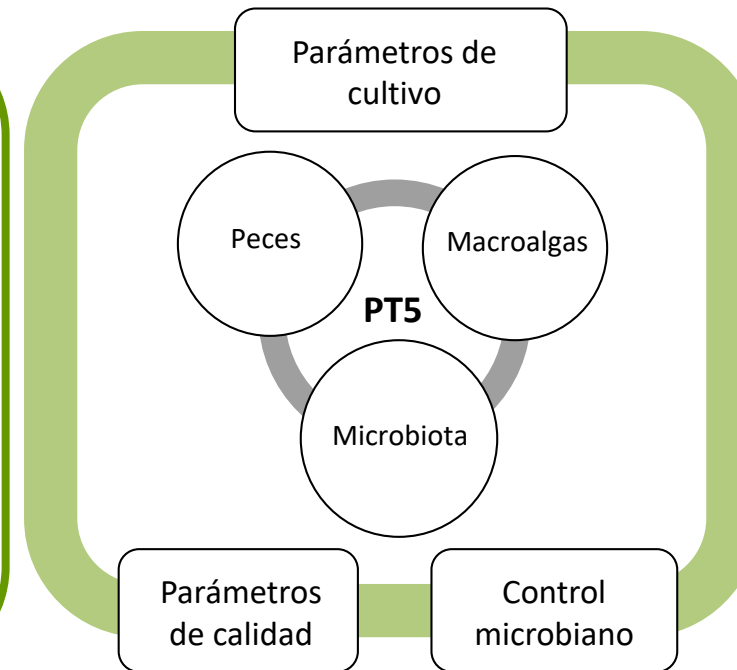 Parámetros de
cultivo
Peces
Macroalgas
PT5
Microbiota
Parámetros
de calidad
Control
microbiano